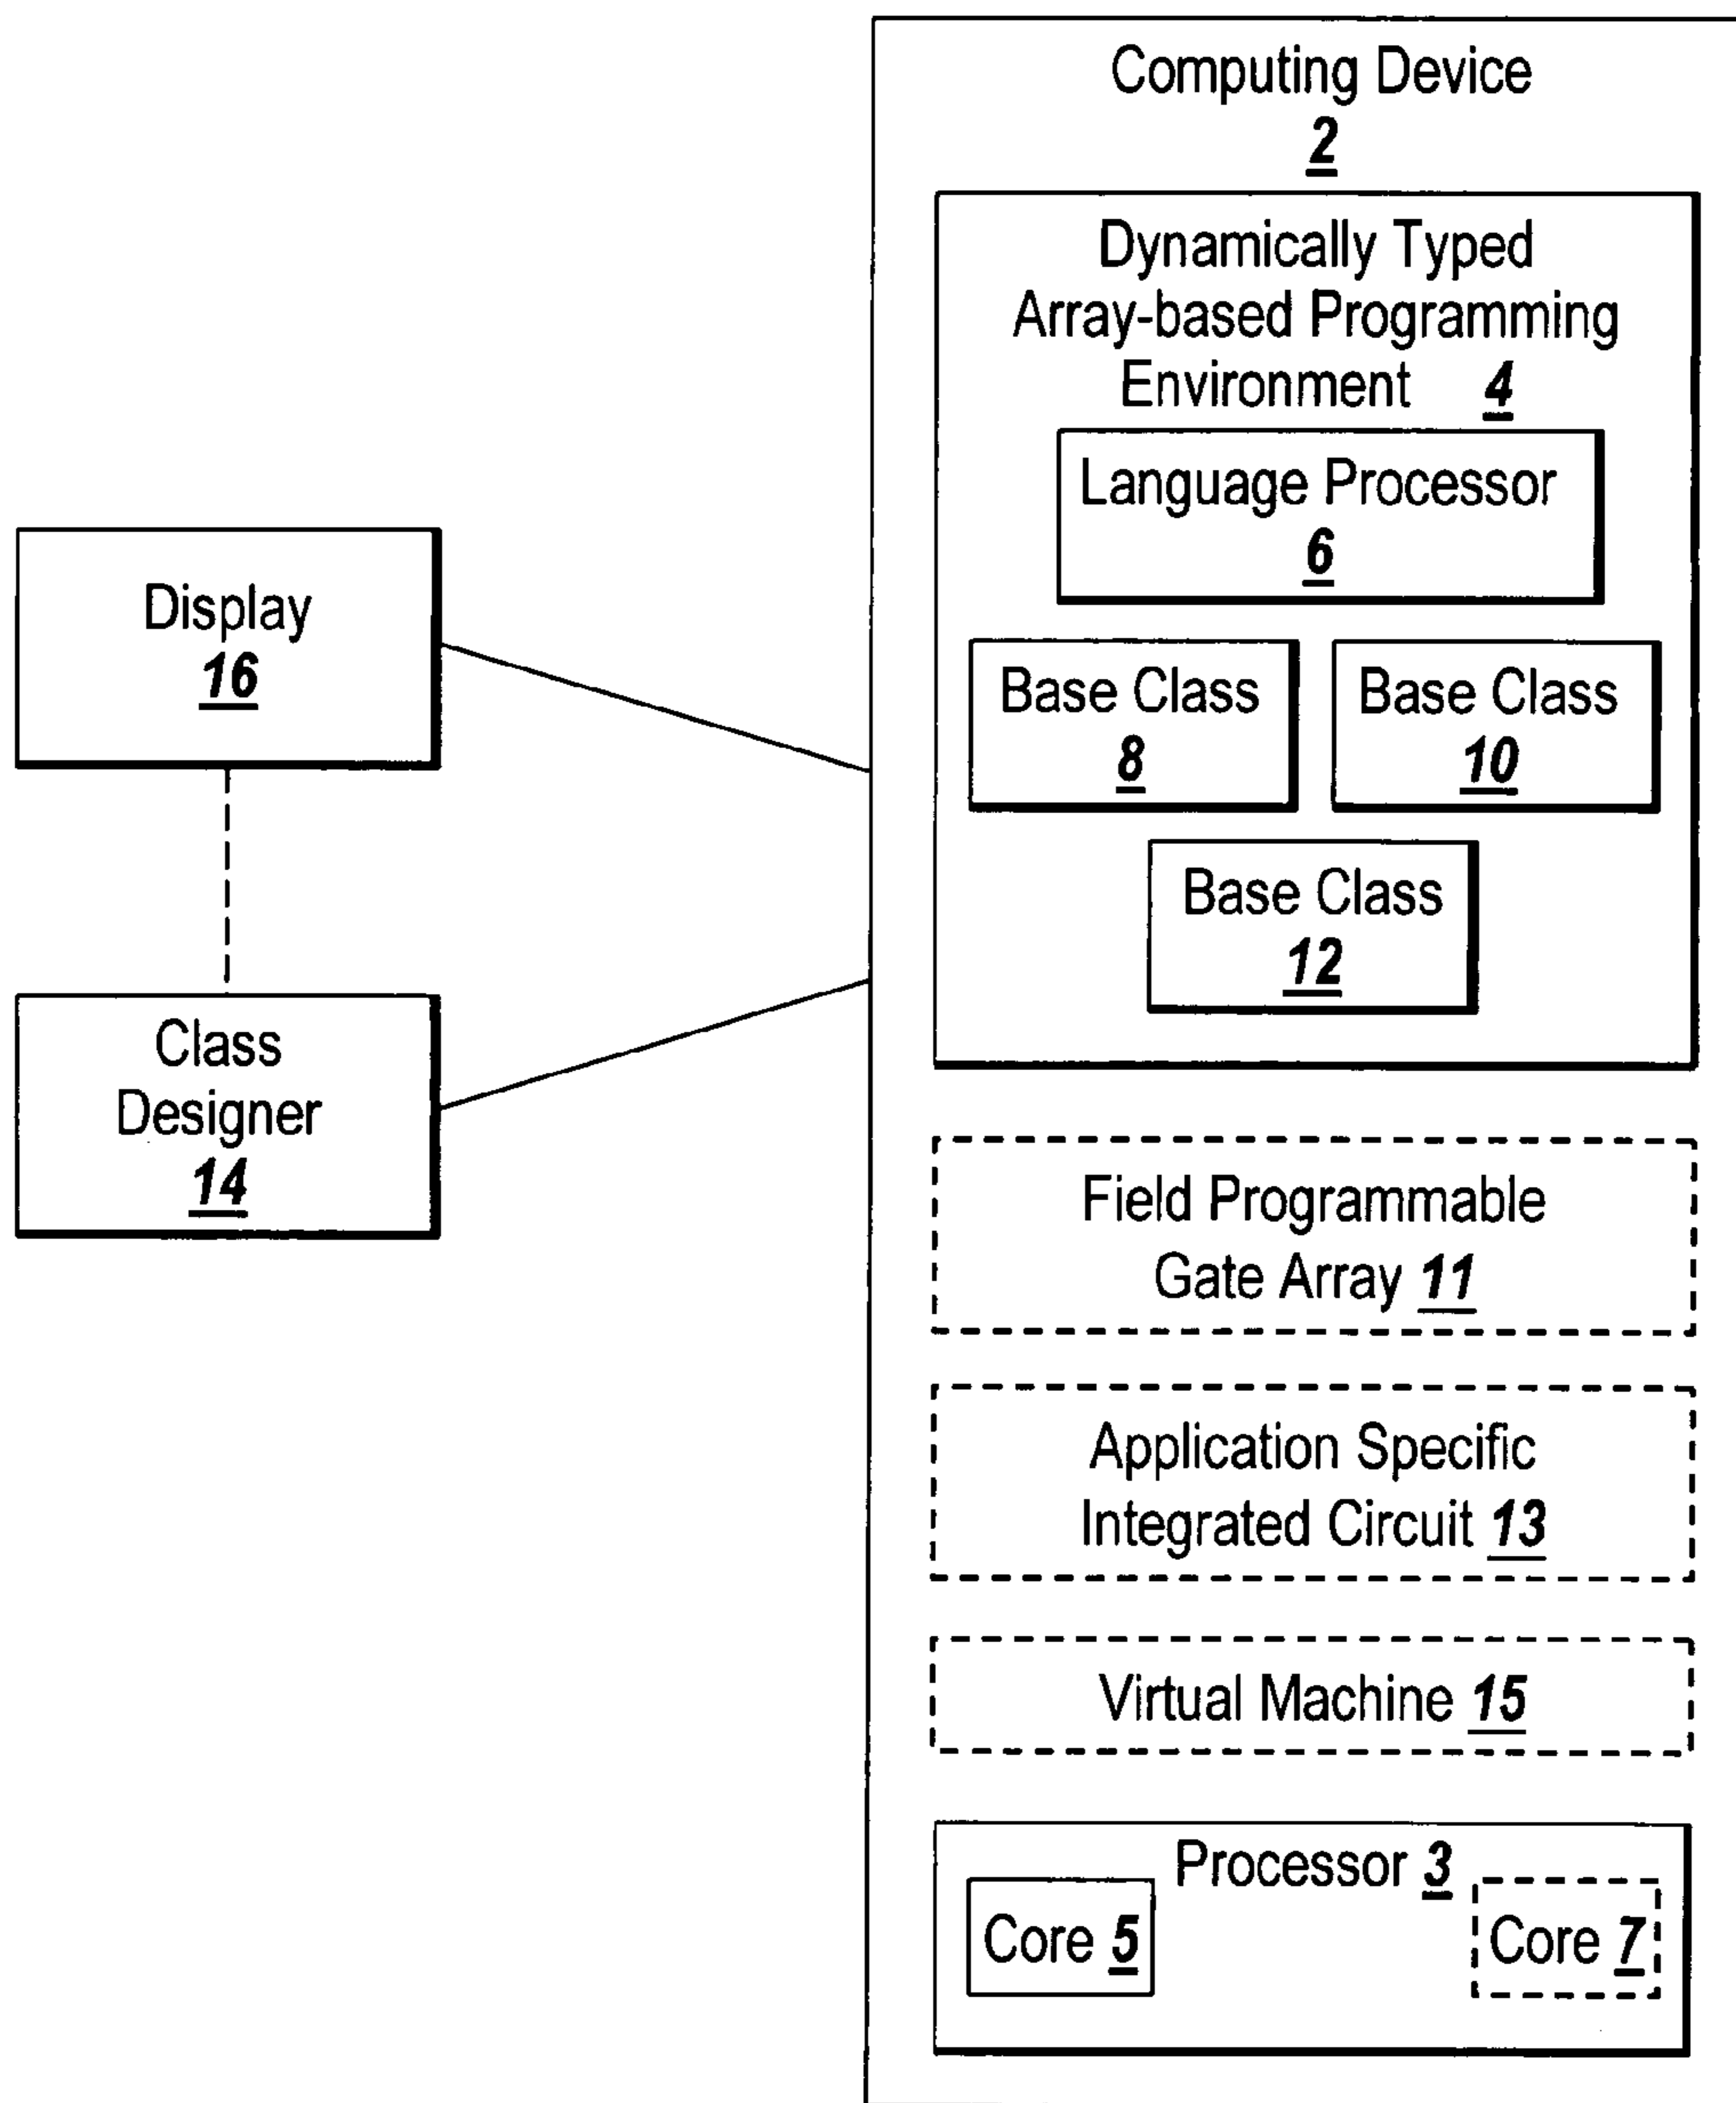 Computing Device
2
Dynamically Typed
Array-based Programming
Environment 4
Language Processor
6
Base Class
8
Base Class
10
Base Class
12
Display
16
Class
Designer
14
Field Programmable
Gate Array 11
Application Specific
Integrated Circuit 13
Virtual Machine 15
Processor 3
Core 5
Core 7